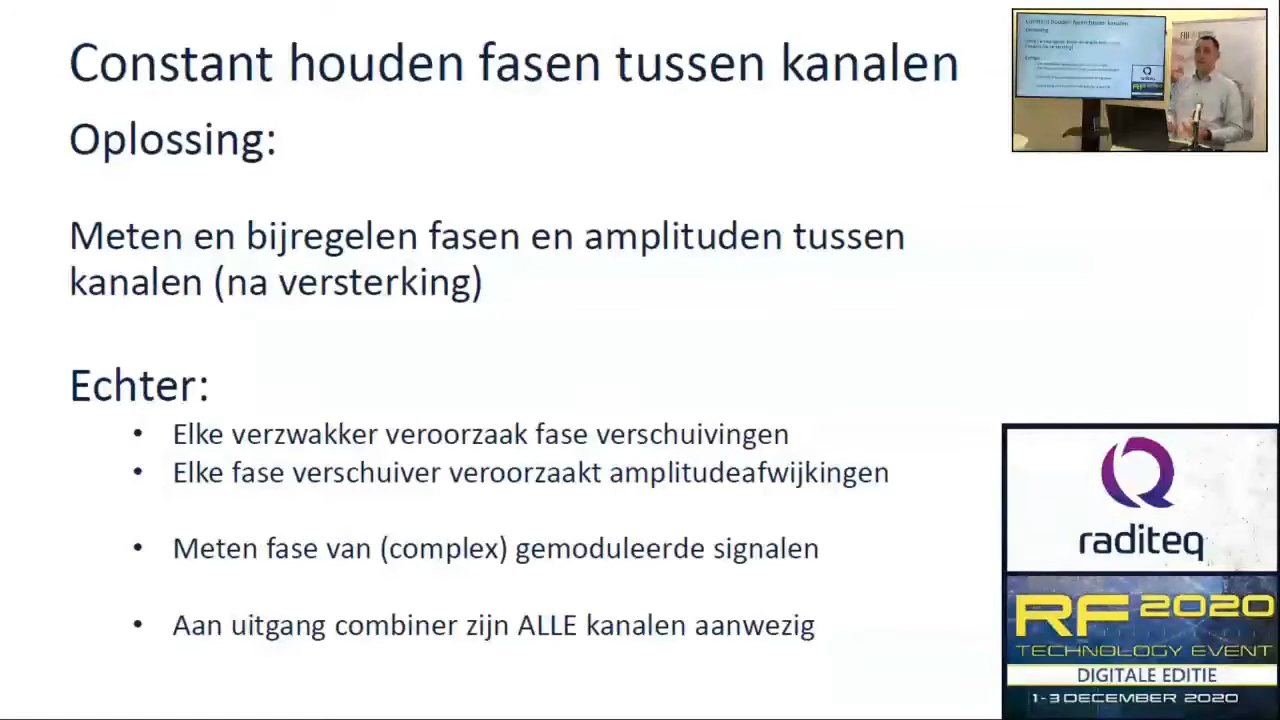 Constant houden fasen tussen kanalen
Oplossing:
Meten en bijregelen fasen en amplituden tussen
kanalen (na versterking)
Echter:
• Elke verzwakker veroorzaak fase verschuivingen
• Elke fase verschuiver veroorzaakt amplitudeafwijkingen
• Meten fase van (complex) gemoduleerde signalen
• Aan uitgang combiner zijn ALLE kanalen aanwezig
raditeq
RF 2020
TECHNOLOGY EVENT
DIGITALE EDITIE
1-3 DECEMBER 2020